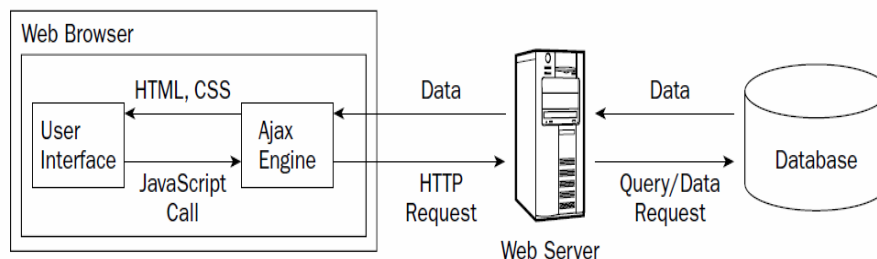 Web Browser
HTML, CSS
Data
Data
User
Interface
Ajax
Engine
Database
JavaScript
Call
HTTP
Request
Query/Data
Request
Web Server